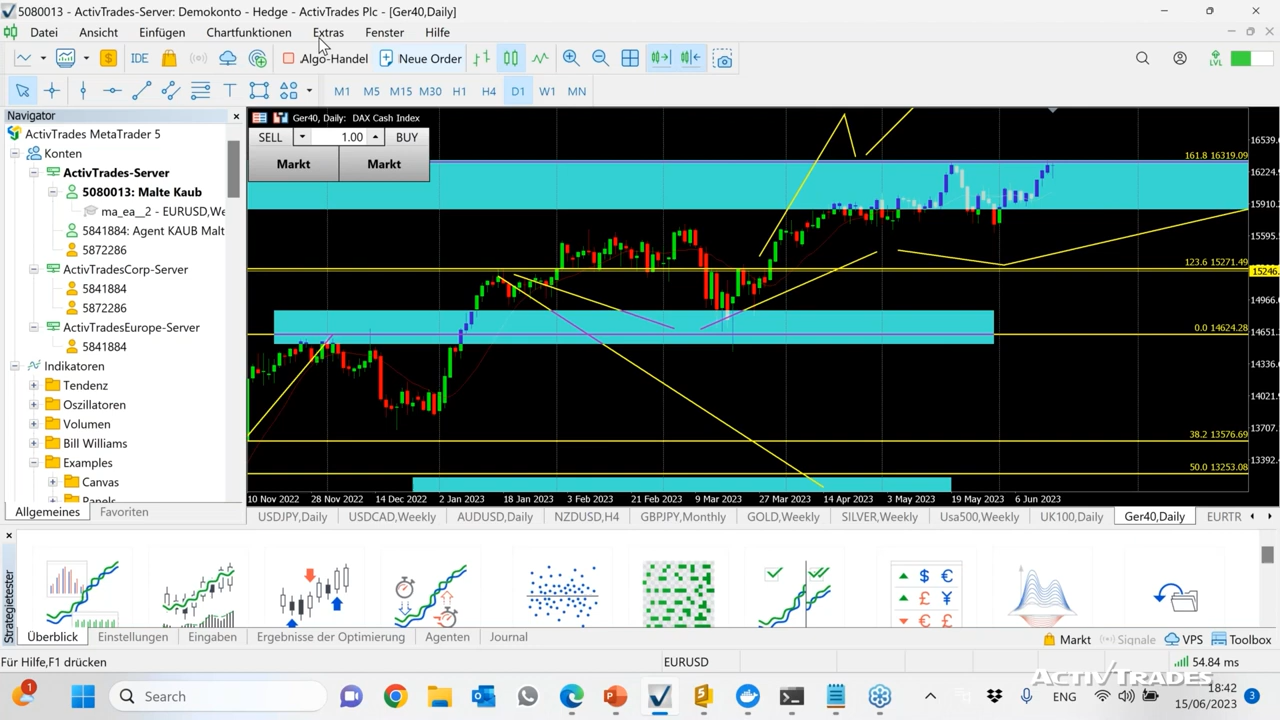 5080013 - ActivTrades-Server: Demokonto - Hedge - ActivTrades Plc - [Ger40,Daily]
Datei Ansicht Einfügen Chartfunktionen Extras Fenster Hilfe
IDE Algo-Handel Neue Order LVL
M1 M5 M15 M30 H1 H4 D1 W1 MN
Navigator
ActivTrades MetaTrader 5
Konten
ActivTrades-Server
5080013: Malte Kaub
ma_ea__2 - EURUSD,We
5841884: Agent KAUB Malt
5872286
ActivTradesCorp-Server
5841884
5872286
ActivTradesEurope-Server
5841884
Indikatoren
Tendenz
Oszillatoren
Volumen
Bill Williams
Examples
Canvas
Panels
Allgemeines Favoriten
Ger40, Daily: DAX Cash Index
SELL 1.00 BUY
Markt Markt
161.8 16319.09
123.6 15271.49
0.0 14624.28
38.2 13576.69
50.0 13253.08
16539.
16224.
15910.
15595.
15246.
14966.
14651.
14336.
14021.
13707.
13392.
10 Nov 2022 28 Nov 2022 14 Dec 2022 2 Jan 2023 18 Jan 2023 3 Feb 2023 21 Feb 2023 9 Mar 2023 27 Mar 2023 14 Apr 2023 3 May 2023 19 May 2023 6 Jun 2023
USDJPY,Daily USDCAD,Weekly AUDUSD,Daily NZDUSD,H4 GBPJPY,Monthly GOLD,Weekly SILVER,Weekly Usa500,Weekly UK100,Daily Ger40,Daily EURTR
Strategietester
Überblick Einstellungen Eingaben Ergebnisse der Optimierung Agenten Journal
Markt Signale VPS Toolbox
Für Hilfe,F1 drücken EURUSD 54.84 ms
ACTIVTRADES
1 Search ENG 18:42
15/06/2023 3